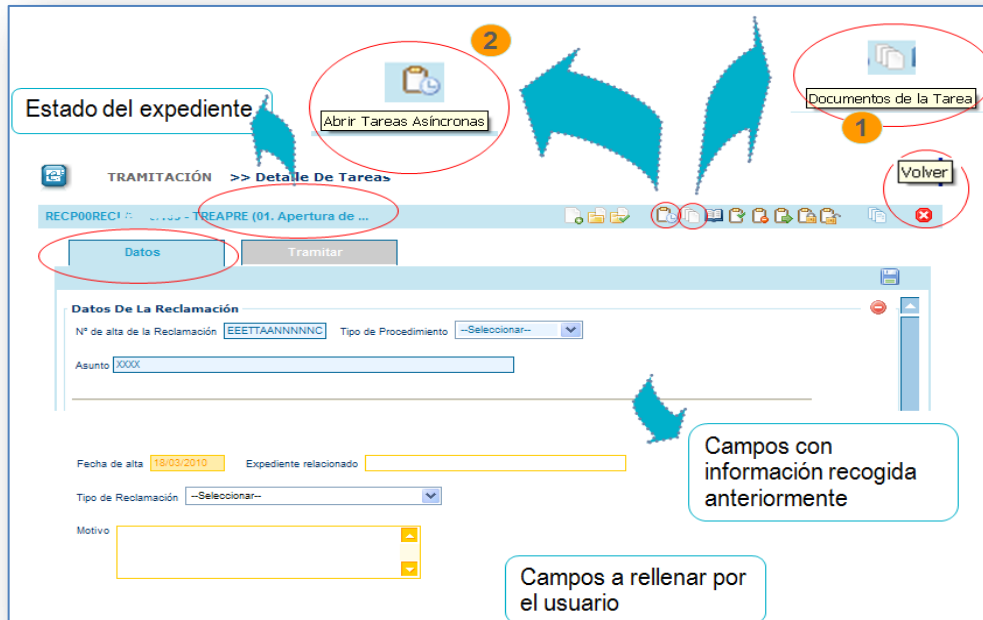 2
Abrir Tareas Asíncronas
Documentos de la Tarea
1
Estado del expediente
Volver
TRAMITACIÓN >> Detalle De Tareas
- TREAPRE (01. Apertura de ...
Datos
Tramitar
Datos De La Reclamación
Nº de alta de la Reclamación EEETTAANNNNNC Tipo de Procedimiento --Seleccionar--
Asunto XXXX
Campos con
información recogida
anteriormente
Fecha de alta 18/03/2010 Expediente relacionado
Tipo de Reclamación --Seleccionar--
Motivo
Campos a rellenar por
el usuario